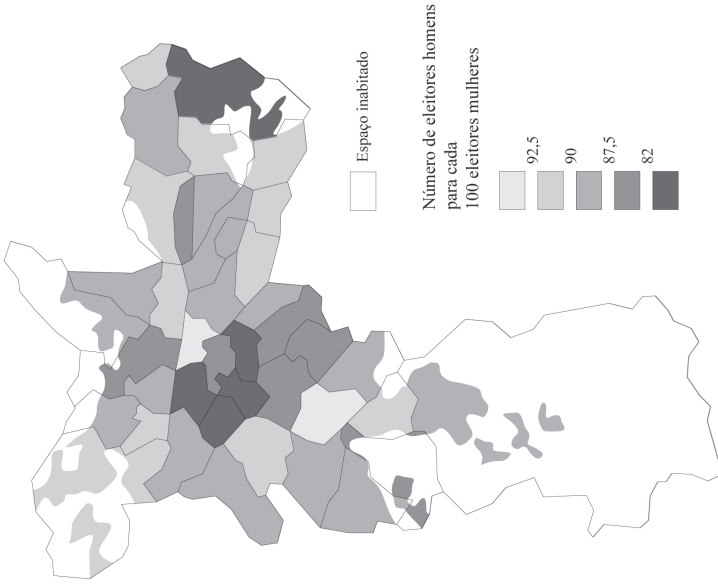 Espaço inabitado
Número de eleitores homens
para cada
100 eleitores mulheres
92,5
90
87,5
82